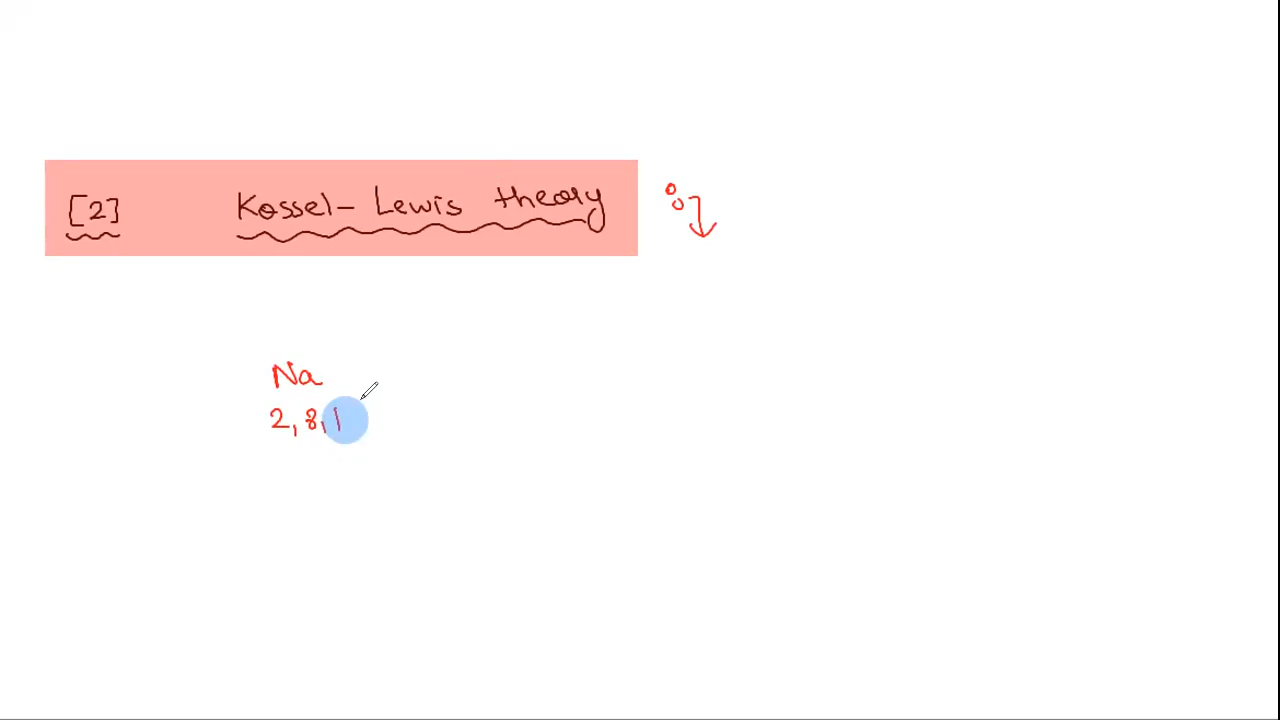 [2] Kossel- Lewis theory
Na
2, 8, 1